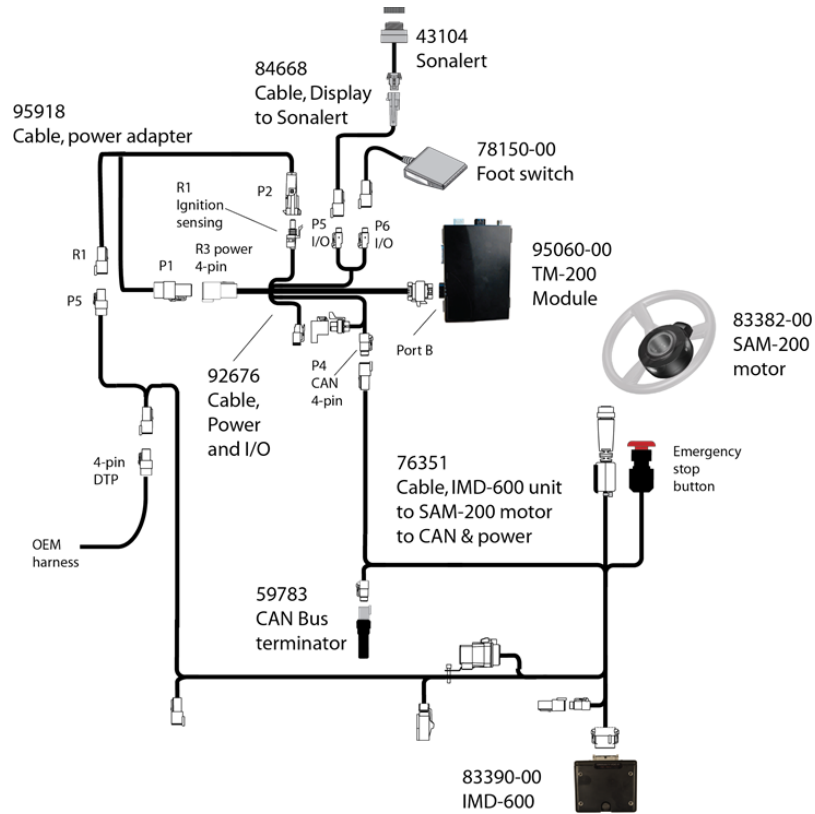 43104
Sonalert
84668
Cable, Display
to Sonalert
95918
Cable, power adapter
78150-00
Foot switch
P2
R1
Ignition
sensing
P5
I/O
P6
I/O
R1
P1
R3 power
4-pin
95060-00
TM-200
Module
P5
Port B
83382-00
SAM-200
motor
92676
Cable,
Power
and I/O
P4
CAN
4-pin
4-pin
DTP
76351
Cable, IMD-600 unit
to SAM-200 motor
to CAN & power
Emergency
stop
button
OEM
harness
59783
CAN Bus
terminator
83390-00
IMD-600